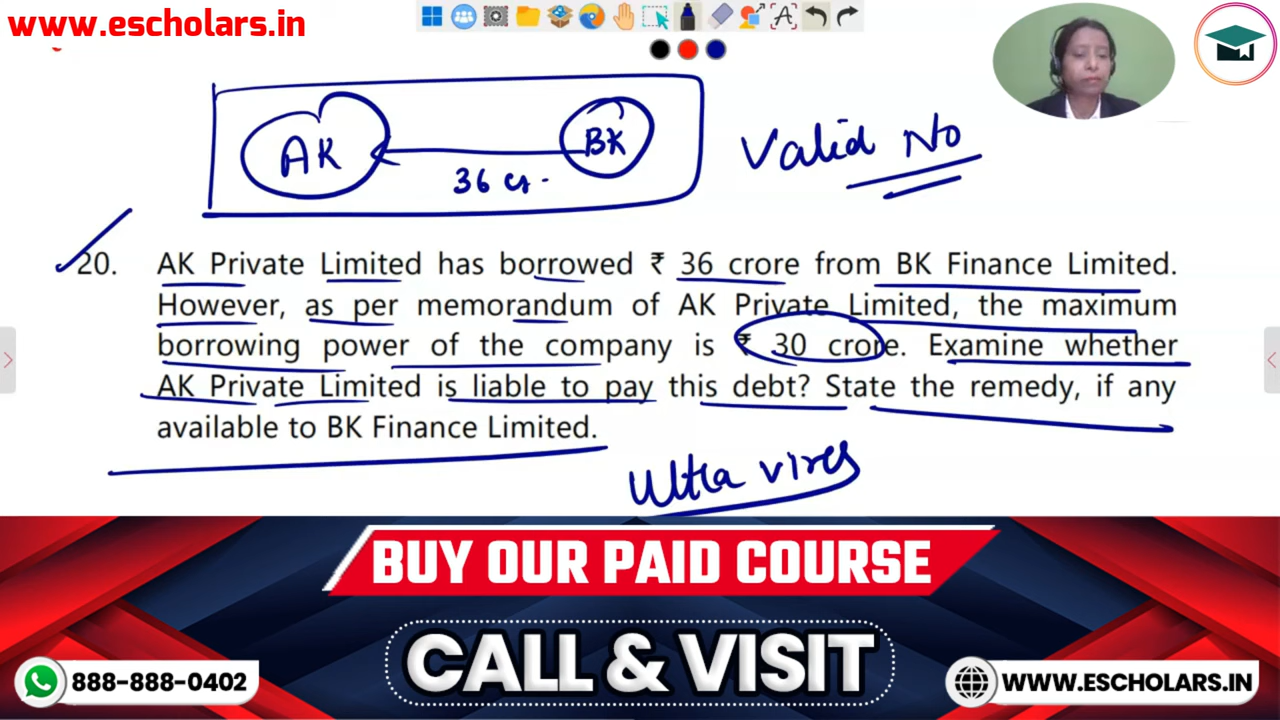 www.escholars.in
AK
BK
36 cr.
Valid No
20. AK Private Limited has borrowed ₹ 36 crore from BK Finance Limited.
However, as per memorandum of AK Private Limited, the maximum
borrowing power of the company is ₹ 30 crore. Examine whether
AK Private Limited is liable to pay this debt? State the remedy, if any
available to BK Finance Limited.
Ultra vires
BUY OUR PAID COURSE
CALL & VISIT
888-888-0402
WWW.ESCHOLARS.IN